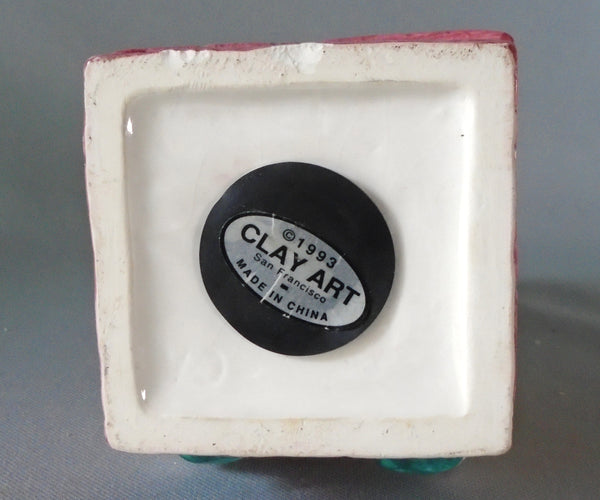 ©1993
CLAY ART
San Francisco
-
MADE IN CHINA